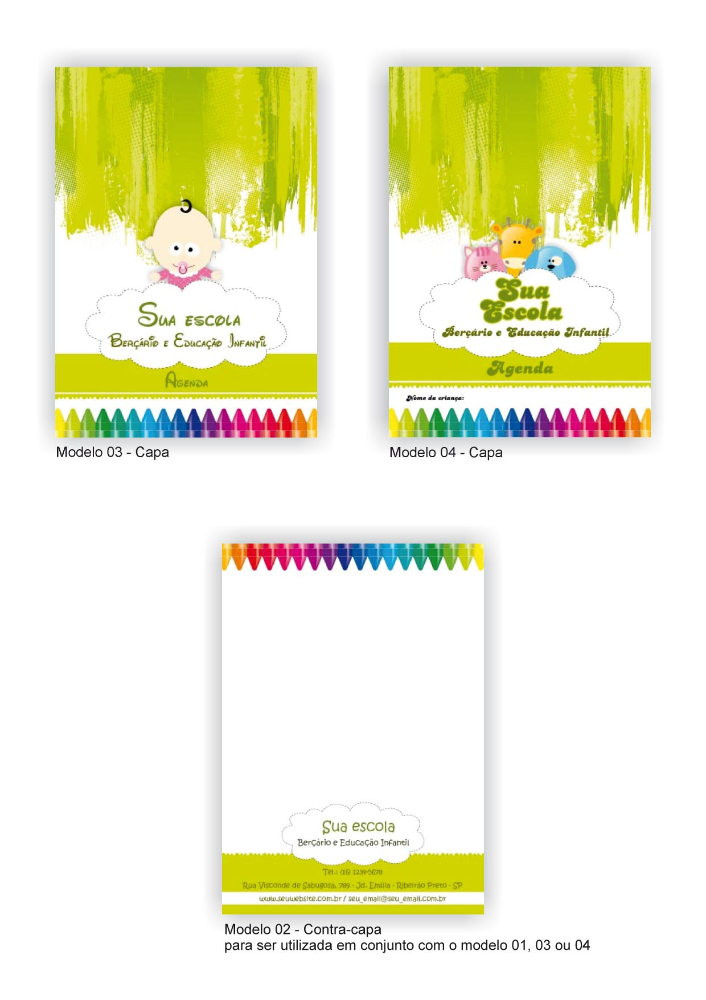 Sua escola
Berçário e Educação Infantil
Agenda
Modelo 03 - Capa
Sua
Escola
Berçário e Educação Infantil
Agenda
Nome da criança:
Modelo 04 - Capa
Sua escola
Berçário e Educação Infantil
Tel.: (16) 1234-5678
Rua Visconde de Sabugosa, 789 - Jd. Emília - Ribeirão Preto - SP
www.seuwebsite.com.br / seu_email@seu_email.com.br
Modelo 02 - Contra-capa
para ser utilizada em conjunto com o modelo 01, 03 ou 04